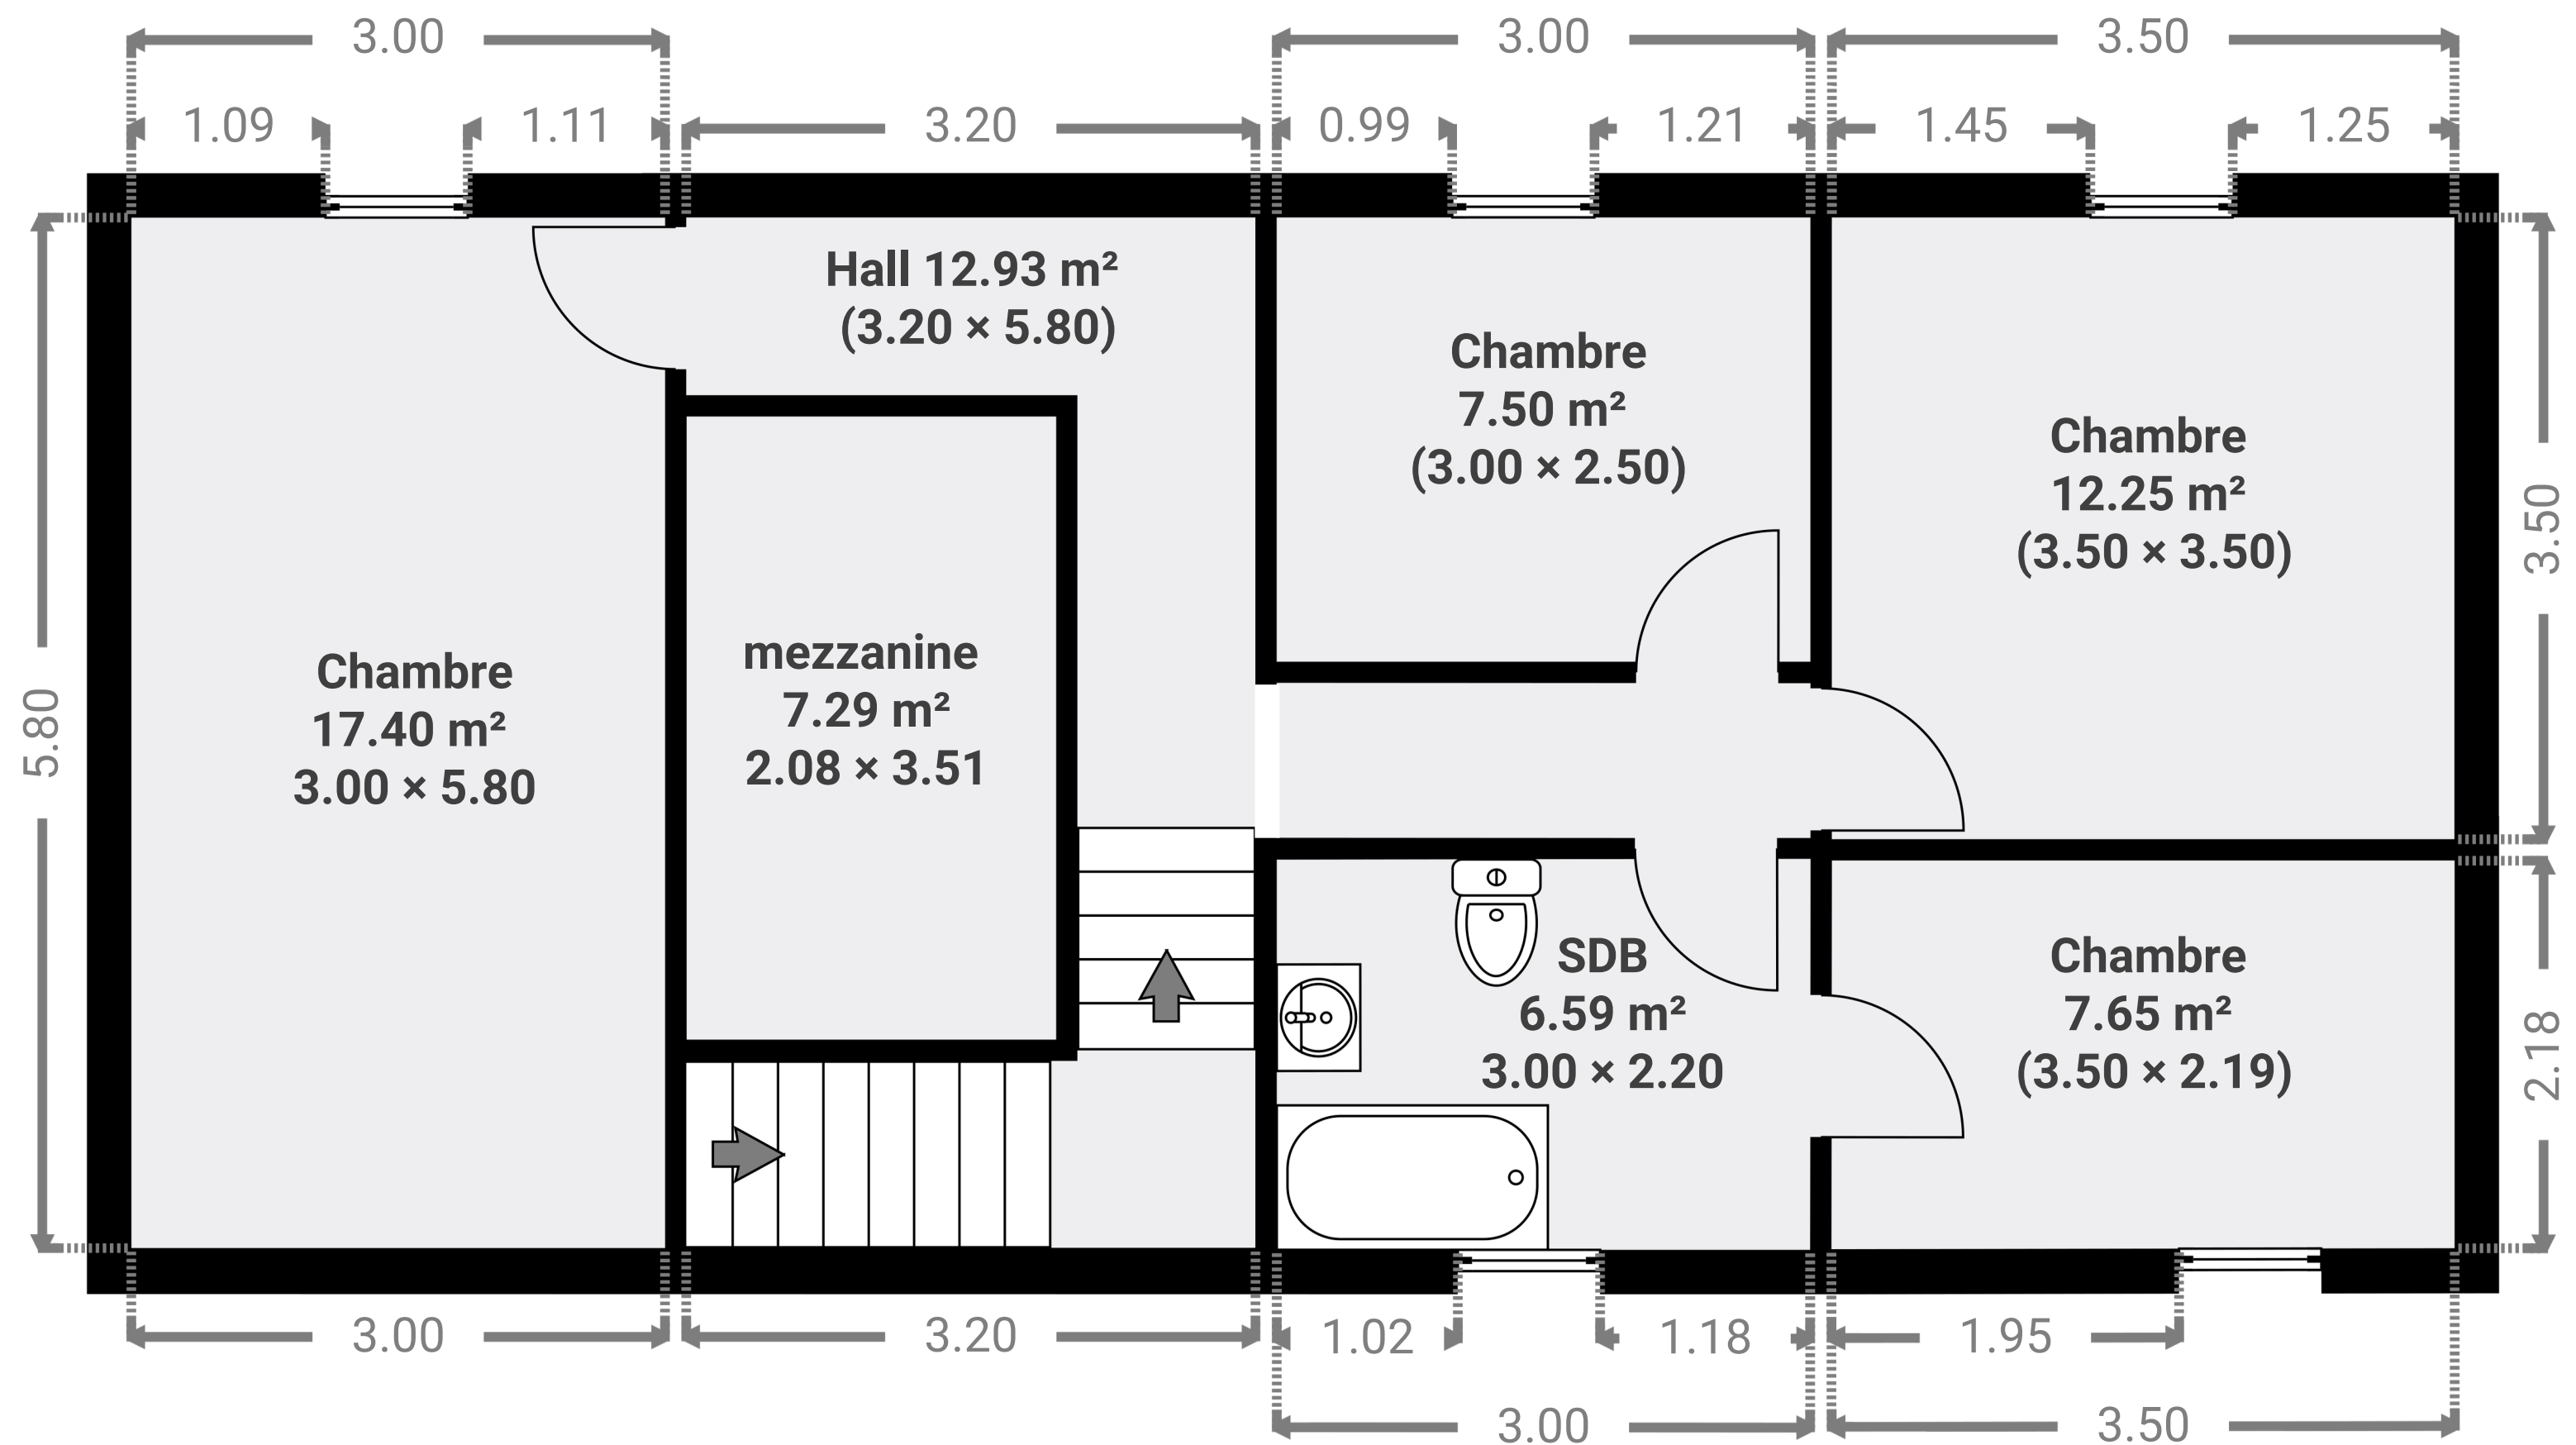 3.00
3.00
3.50
1.09
1.11
3.20
0.99
1.21
1.45
1.25
Hall 12.93 m²
(3.20 × 5.80)
Chambre
7.50 m²
(3.00 × 2.50)
Chambre
12.25 m²
(3.50 × 3.50)
3.50
Chambre
17.40 m²
3.00 × 5.80
5.80
mezzanine
7.29 m²
2.08 × 3.51
SDB
6.59 m²
3.00 × 2.20
Chambre
7.65 m²
(3.50 × 2.19)
2.18
3.00
3.20
1.02
1.18
1.95
3.00
3.50